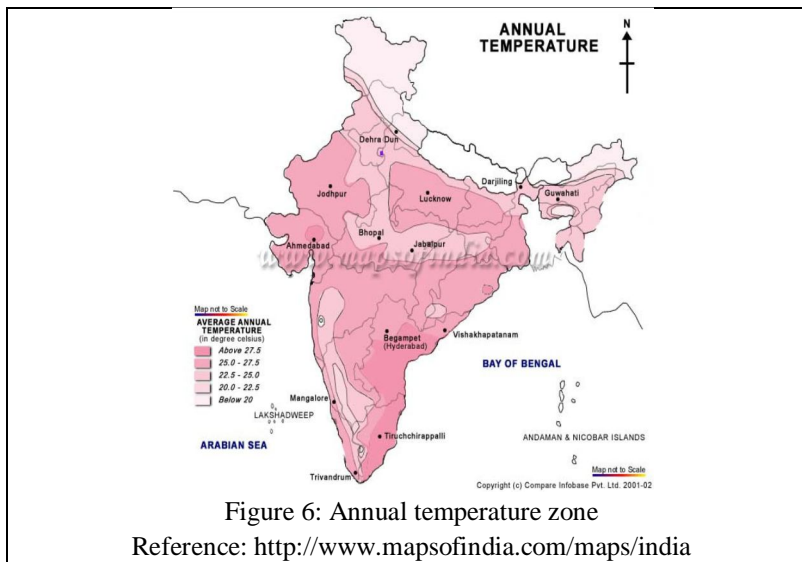 ANNUAL
TEMPERATURE
N
Dehra Dun
Darjiling
Guwahati
Jodhpur
Lucknow
Bhopal
Jabalpur
Ahmedabad
www.mapsofindia.com
Map not to Scale
AVERAGE ANNUAL
TEMPERATURE
(in degree celsius)
Above 27.5
25.0 - 27.5
22.5 - 25.0
20.0 - 22.5
Below 20
Begampet
(Hyderabad)
Vishakhapatanam
BAY OF BENGAL
Mangalore
LAKSHADWEEP
ARABIAN SEA
Tiruchchirappalli
ANDAMAN & NICOBAR ISLANDS
Trivandrum
Map not to Scale
Copyright (c) Compare Infobase Pvt. Ltd. 2001-02
Figure 6: Annual temperature zone
Reference: http://www.mapsofindia.com/maps/india